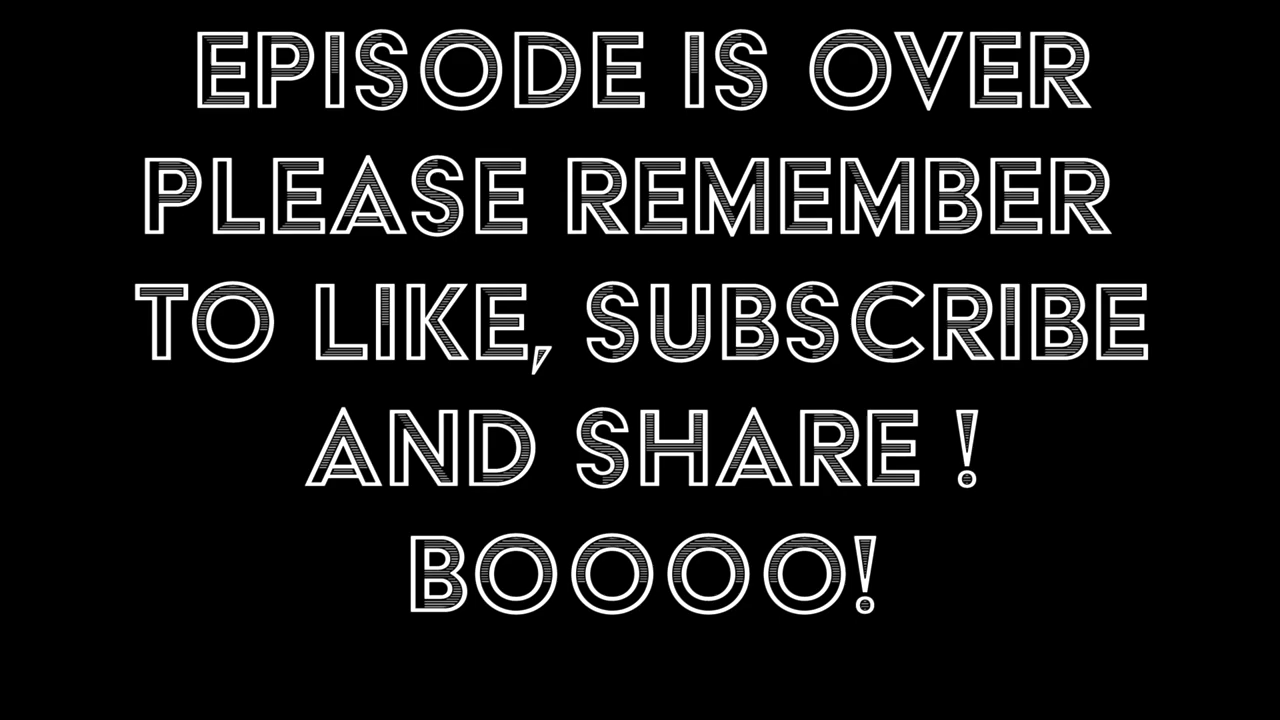 EPISODE IS OVER
PLEASE REMEMBER
TO LIKE, SUBSCRIBE
AND SHARE !
BOOOO!